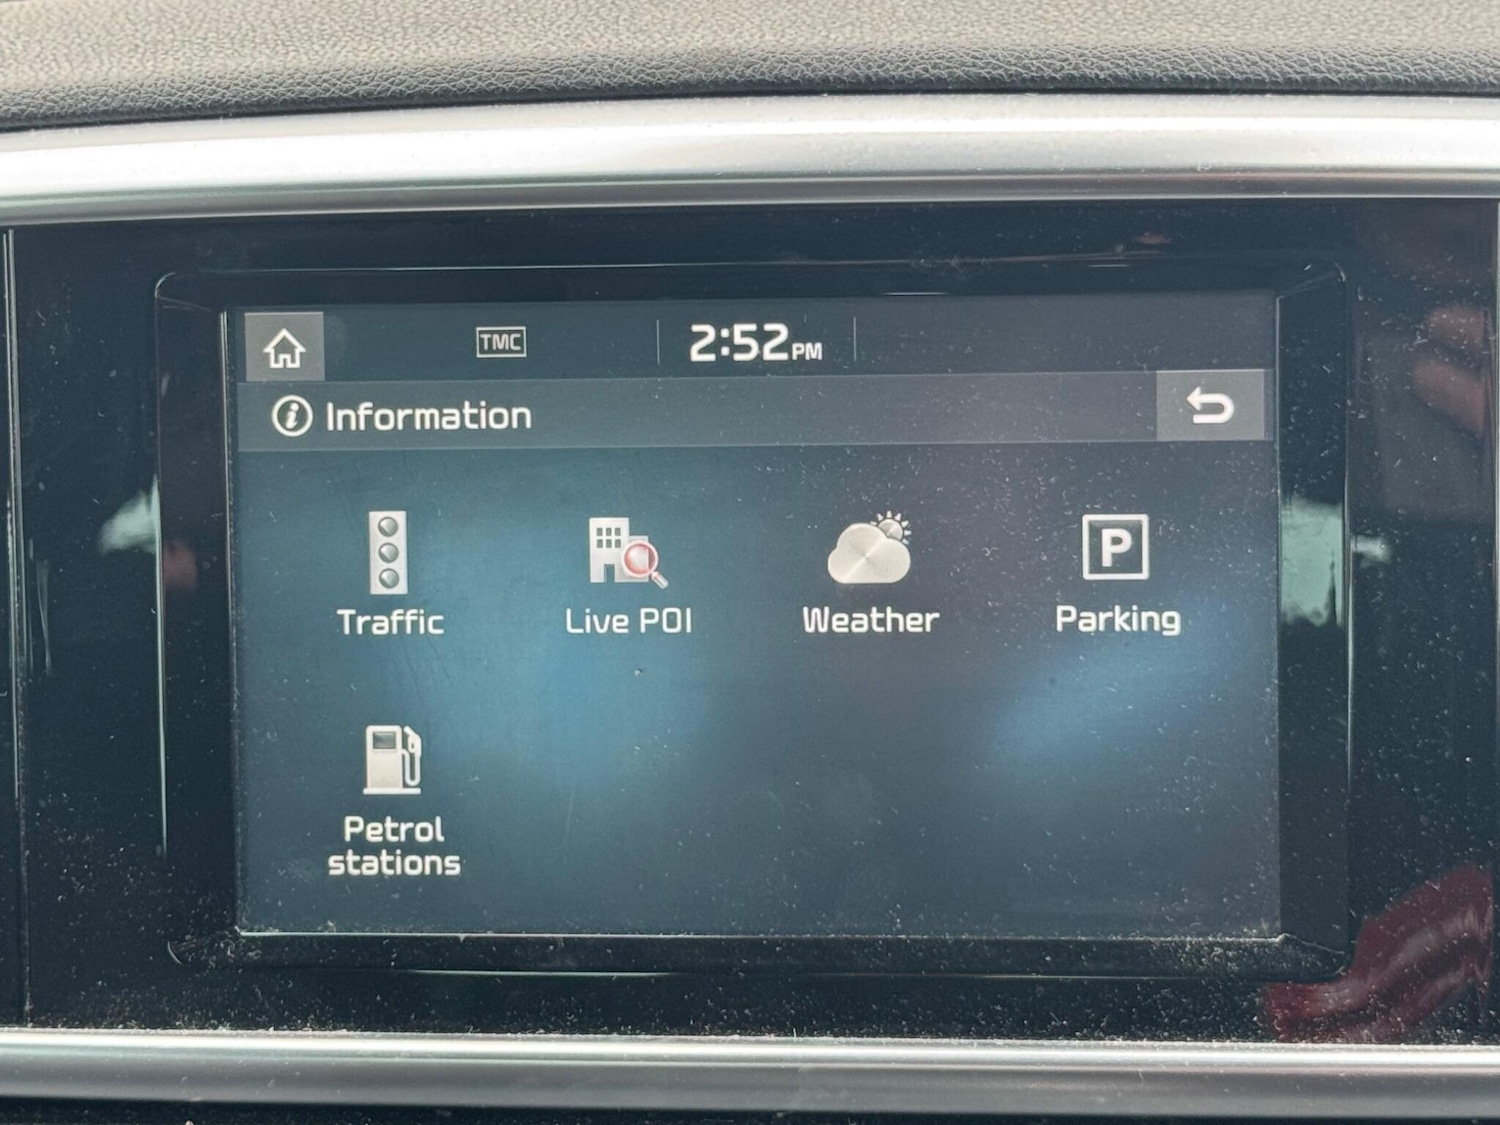 TMC
2:52PM
i Information
Traffic
Live POI
Weather
P
Parking
Petrol
stations